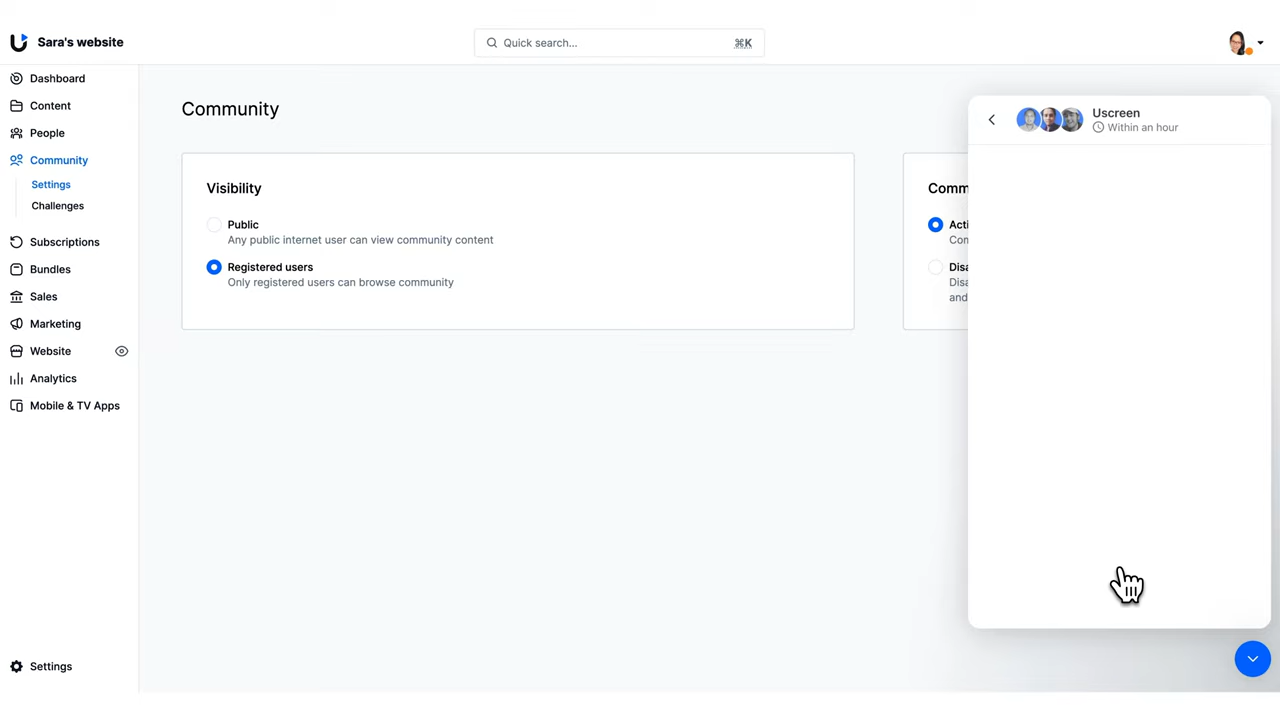 Sara's website
Quick search...
⌘K
Dashboard
Content
People
Community
Settings
Challenges
Subscriptions
Bundles
Sales
Marketing
Website
Analytics
Mobile & TV Apps
Settings
Community
Visibility
Public
Any public internet user can view community content
Registered users
Only registered users can browse community
Comm
Acti
Con
Disa
Disa
and
Uscreen
Within an hour